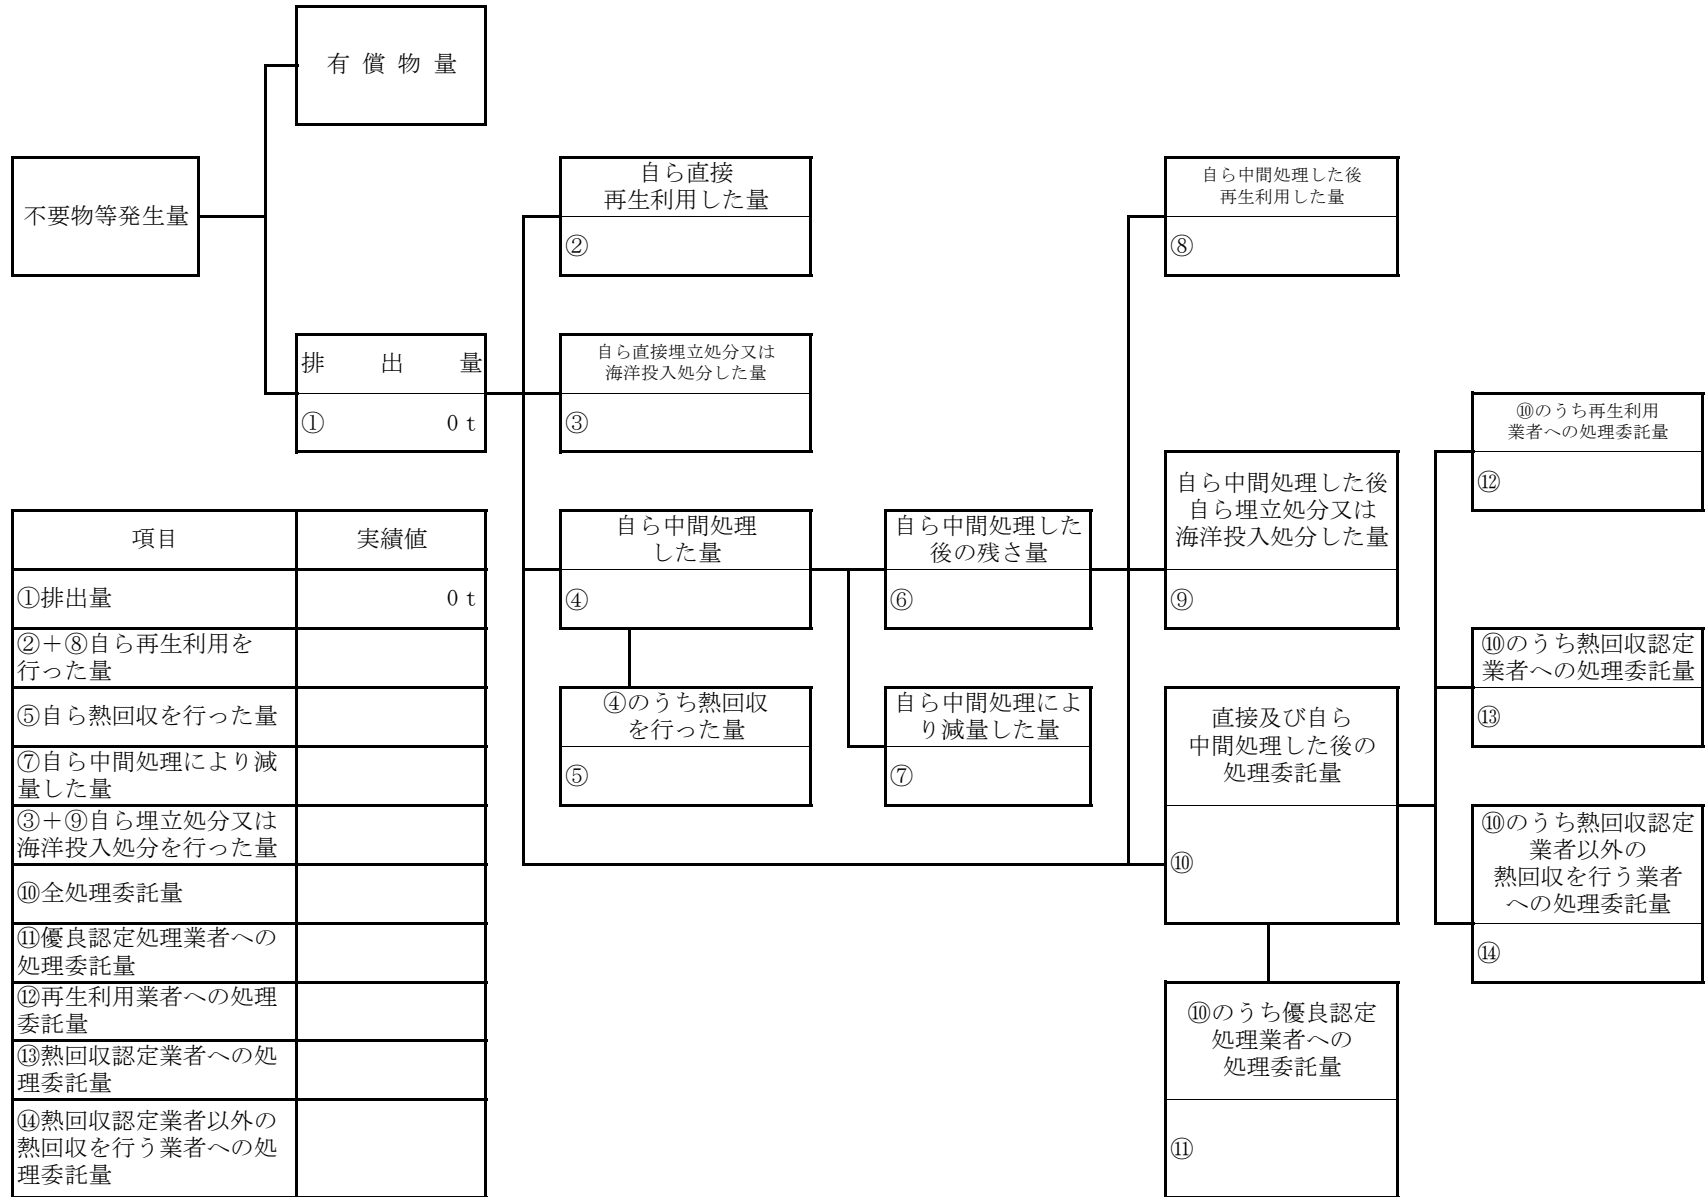 有償物量
不要物等発生量
自ら直接
再生利用した量
②
自ら中間処理した後
再生利用した量
⑧
排出量
① 0 t
自ら直接埋立処分又は
海洋投入処分した量
③
⑩のうち再生利用
業者への処理委託量
⑫
自ら中間処理
した量
④
自ら中間処理した
後の残さ量
⑥
自ら中間処理した後
自ら埋立処分又は
海洋投入処分した量
⑨
④のうち熱回収
を行った量
⑤
自ら中間処理によ
り減量した量
⑦
直接及び自ら
中間処理した後の
処理委託量
⑩
⑩のうち熱回収認定
業者への処理委託量
⑬
⑩のうち熱回収認定
業者以外の
熱回収を行う業者
への処理委託量
⑭
⑩のうち優良認定
処理業者への
処理委託量
⑪
項目 実績値
①排出量 0 t
②＋⑧自ら再生利用を
行った量
⑤自ら熱回収を行った量
⑦自ら中間処理により減
量した量
③＋⑨自ら埋立処分又は
海洋投入処分を行った量
⑩全処理委託量
⑪優良認定処理業者への
処理委託量
⑫再生利用業者への処理
委託量
⑬熱回収認定業者への処
理委託量
⑭熱回収認定業者以外の
熱回収を行う業者への処
理委託量